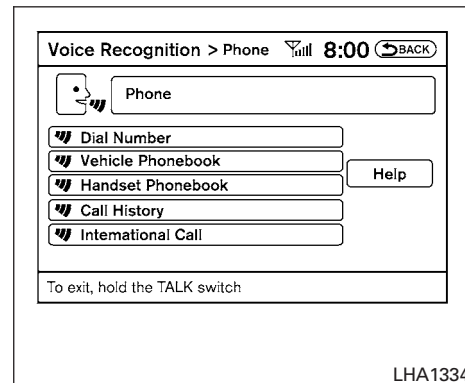 Voice Recognition > Phone 8:00 BACK
Phone
Dial Number
Vehicle Phonebook
Handset Phonebook
Help
Call History
International Call
To exit, hold the TALK switch
LHA1334